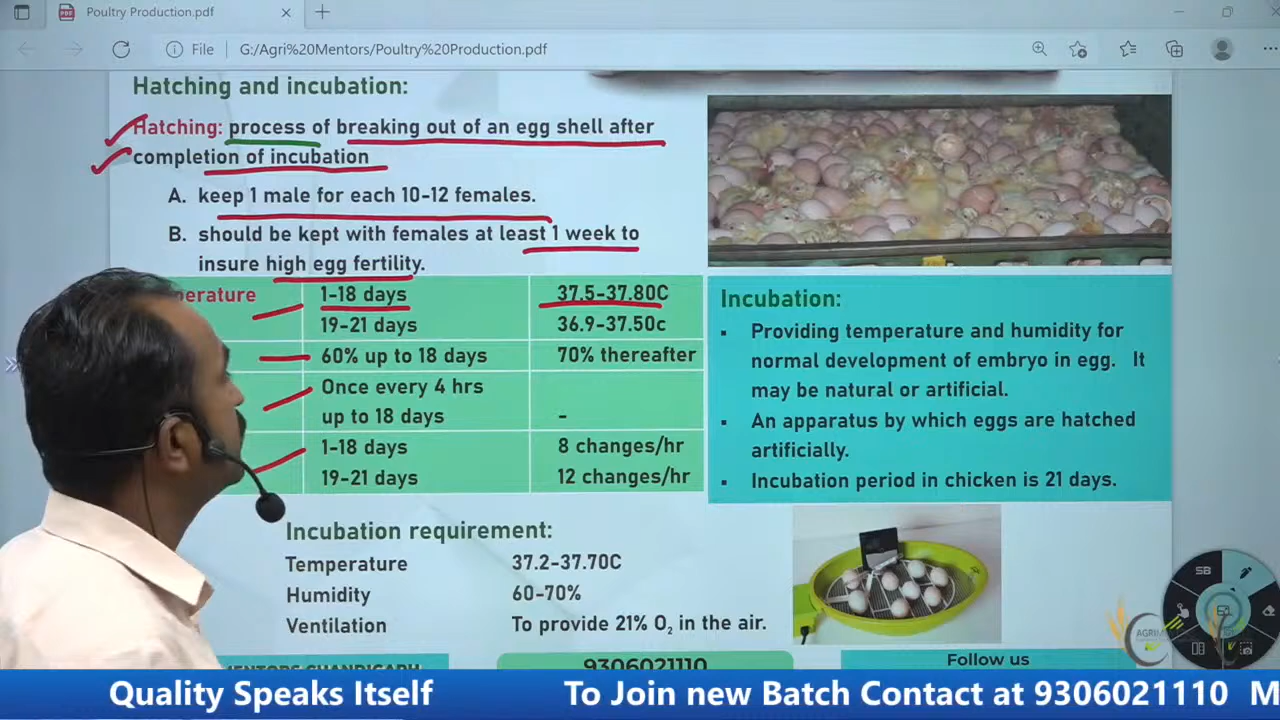 Poultry Production.pdf
File
G:/Agri%20Mentors/Poultry%20Production.pdf
Hatching and incubation:
Hatching: process of breaking out of an egg shell after
completion of incubation
A. keep 1 male for each 10-12 females.
B. should be kept with females at least 1 week to
insure high egg fertility.
perature 1-18 days 37.5-37.80C
19-21 days 36.9-37.50c
60% up to 18 days 70% thereafter
Once every 4 hrs
up to 18 days -
1-18 days 8 changes/hr
19-21 days 12 changes/hr
Incubation:
Providing temperature and humidity for
normal development of embryo in egg. It
may be natural or artificial.
An apparatus by which eggs are hatched
artificially.
Incubation period in chicken is 21 days.
Incubation requirement:
Temperature 37.2-37.70C
Humidity 60-70%
Ventilation To provide 21% O₂ in the air.
SB
MENTORS CHANDIGARH
9306021110
Follow us
Quality Speaks Itself To Join new Batch Contact at 9306021110 M